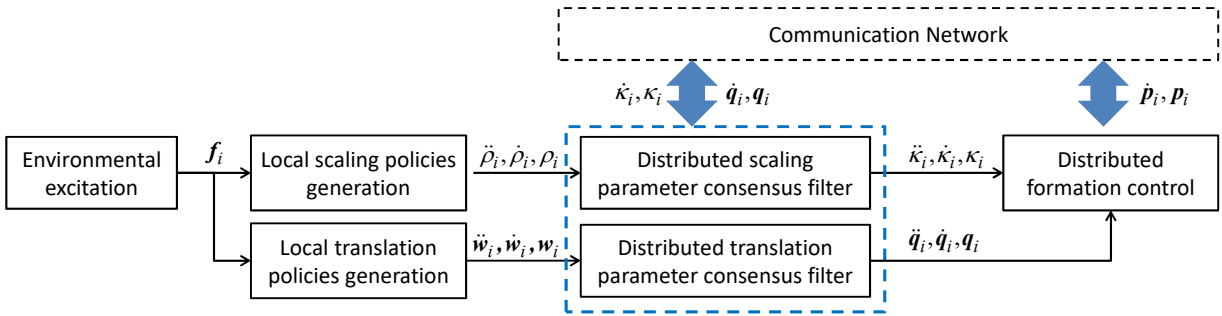 Communication Network
κ̇ᵢ, κᵢ
q̇ᵢ, qᵢ
ṗᵢ, pᵢ
Environmental
excitation
fᵢ
Local scaling policies
generation
ρ̈ᵢ, ρ̇ᵢ, ρᵢ
Distributed scaling
parameter consensus filter
κ̈ᵢ, κ̇ᵢ, κᵢ
Distributed
formation control
Local translation
policies generation
ẅᵢ, ẇᵢ, wᵢ
Distributed translation
parameter consensus filter
q̈ᵢ, q̇ᵢ, qᵢ